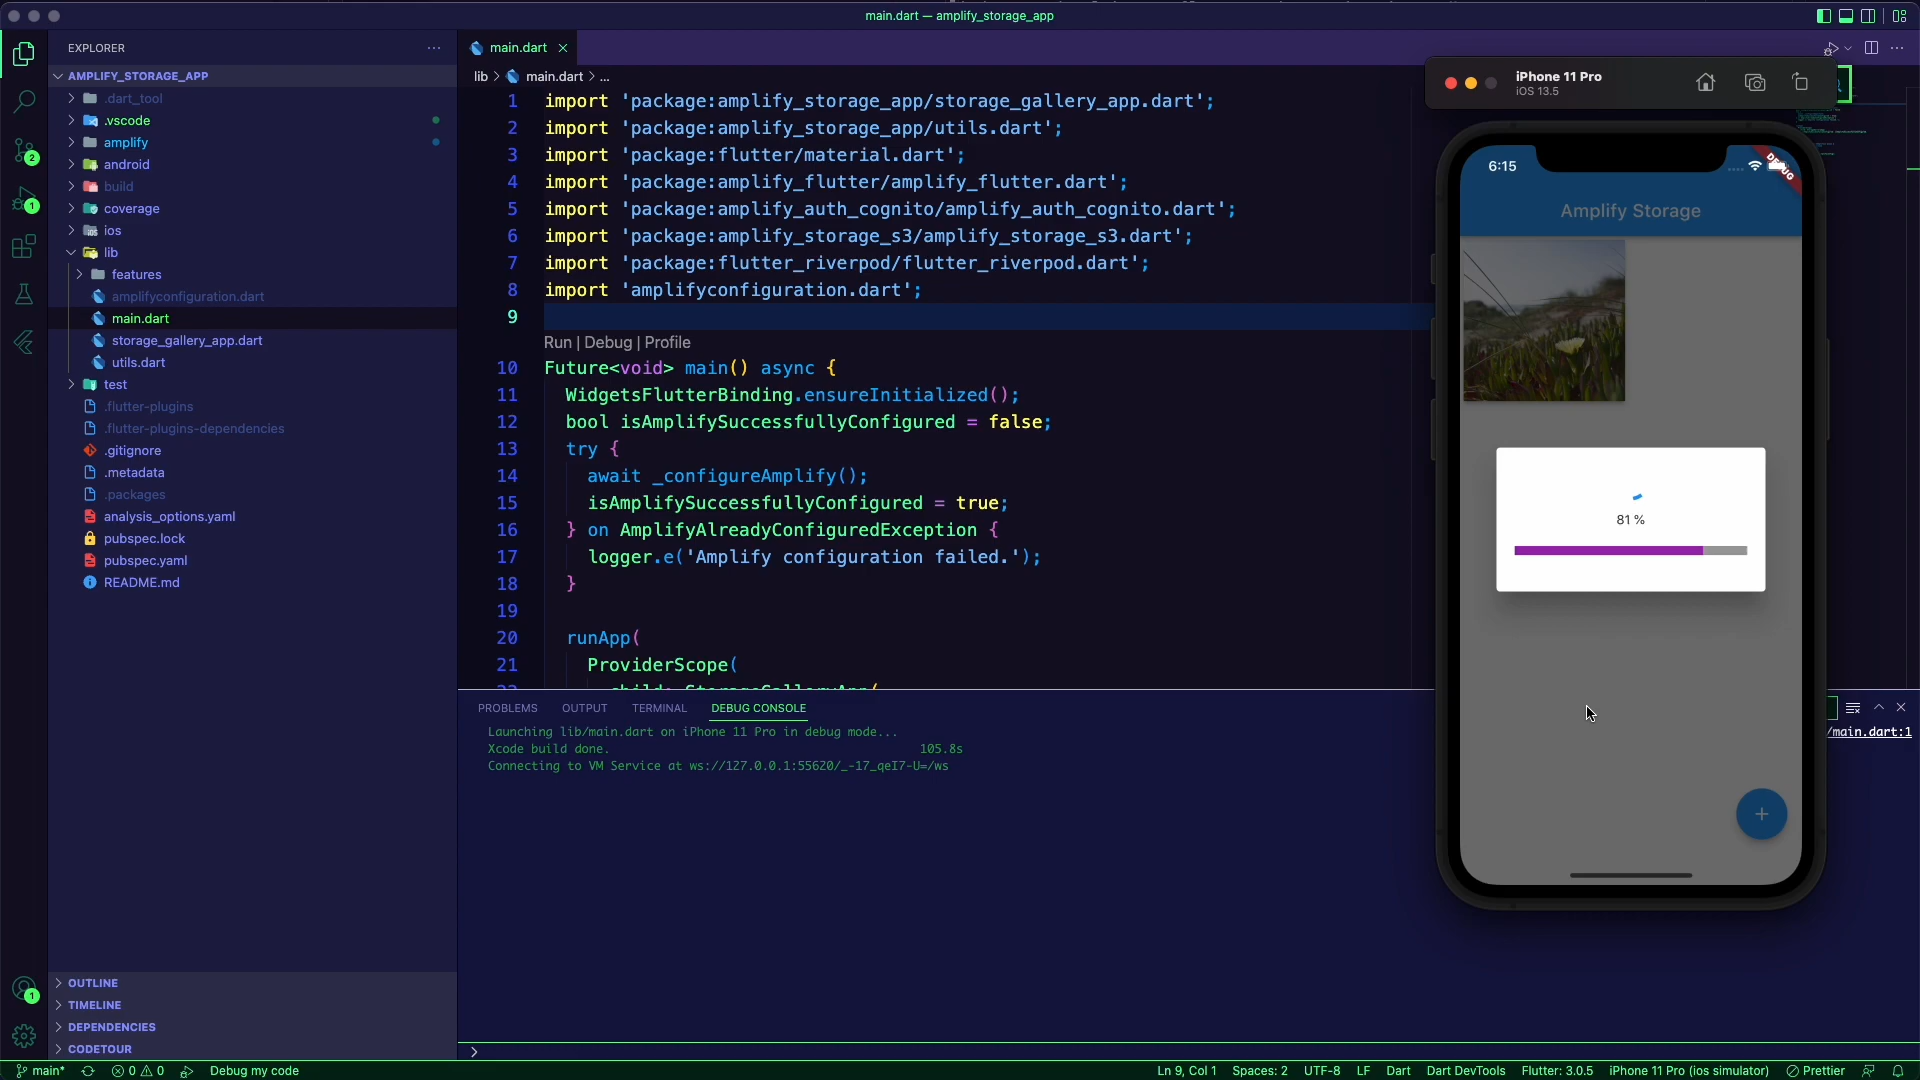 main.dart — amplify_storage_app
EXPLORER
AMPLIFY_STORAGE_APP
.dart_tool
.vscode
amplify
android
build
coverage
ios
lib
features
amplifyconfiguration.dart
main.dart
storage_gallery_app.dart
utils.dart
test
.flutter-plugins
.flutter-plugins-dependencies
.gitignore
.metadata
.packages
analysis_options.yaml
pubspec.lock
pubspec.yaml
README.md
OUTLINE
TIMELINE
DEPENDENCIES
CODETOUR
2
1
1
main.dart
lib > main.dart > ...
1 import 'package:amplify_storage_app/storage_gallery_app.dart';
2 import 'package:amplify_storage_app/utils.dart';
3 import 'package:flutter/material.dart';
4 import 'package:amplify_flutter/amplify_flutter.dart';
5 import 'package:amplify_auth_cognito/amplify_auth_cognito.dart';
6 import 'package:amplify_storage_s3/amplify_storage_s3.dart';
7 import 'package:flutter_riverpod/flutter_riverpod.dart';
8 import 'amplifyconfiguration.dart';
9
Run | Debug | Profile
10 Future<void> main() async {
11 WidgetsFlutterBinding.ensureInitialized();
12 bool isAmplifySuccessfullyConfigured = false;
13 try {
14 await _configureAmplify();
15 isAmplifySuccessfullyConfigured = true;
16 } on AmplifyAlreadyConfiguredException {
17 logger.e('Amplify configuration failed.');
18 }
19
20 runApp(
21 ProviderScope(
22 child: StorageGalleryApp(
PROBLEMS OUTPUT TERMINAL DEBUG CONSOLE
Launching lib/main.dart on iPhone 11 Pro in debug mode...
Xcode build done. 105.8s
Connecting to VM Service at ws://127.0.0.1:55620/_-17_qeI7-U=/ws
/main.dart:1
iPhone 11 Pro
iOS 13.5
6:15
DEBUG
Amplify Storage
81 %
main* 0 0 Debug my code
Ln 9, Col 1 Spaces: 2 UTF-8 LF Dart Dart DevTools Flutter: 3.0.5 iPhone 11 Pro (ios simulator) Prettier